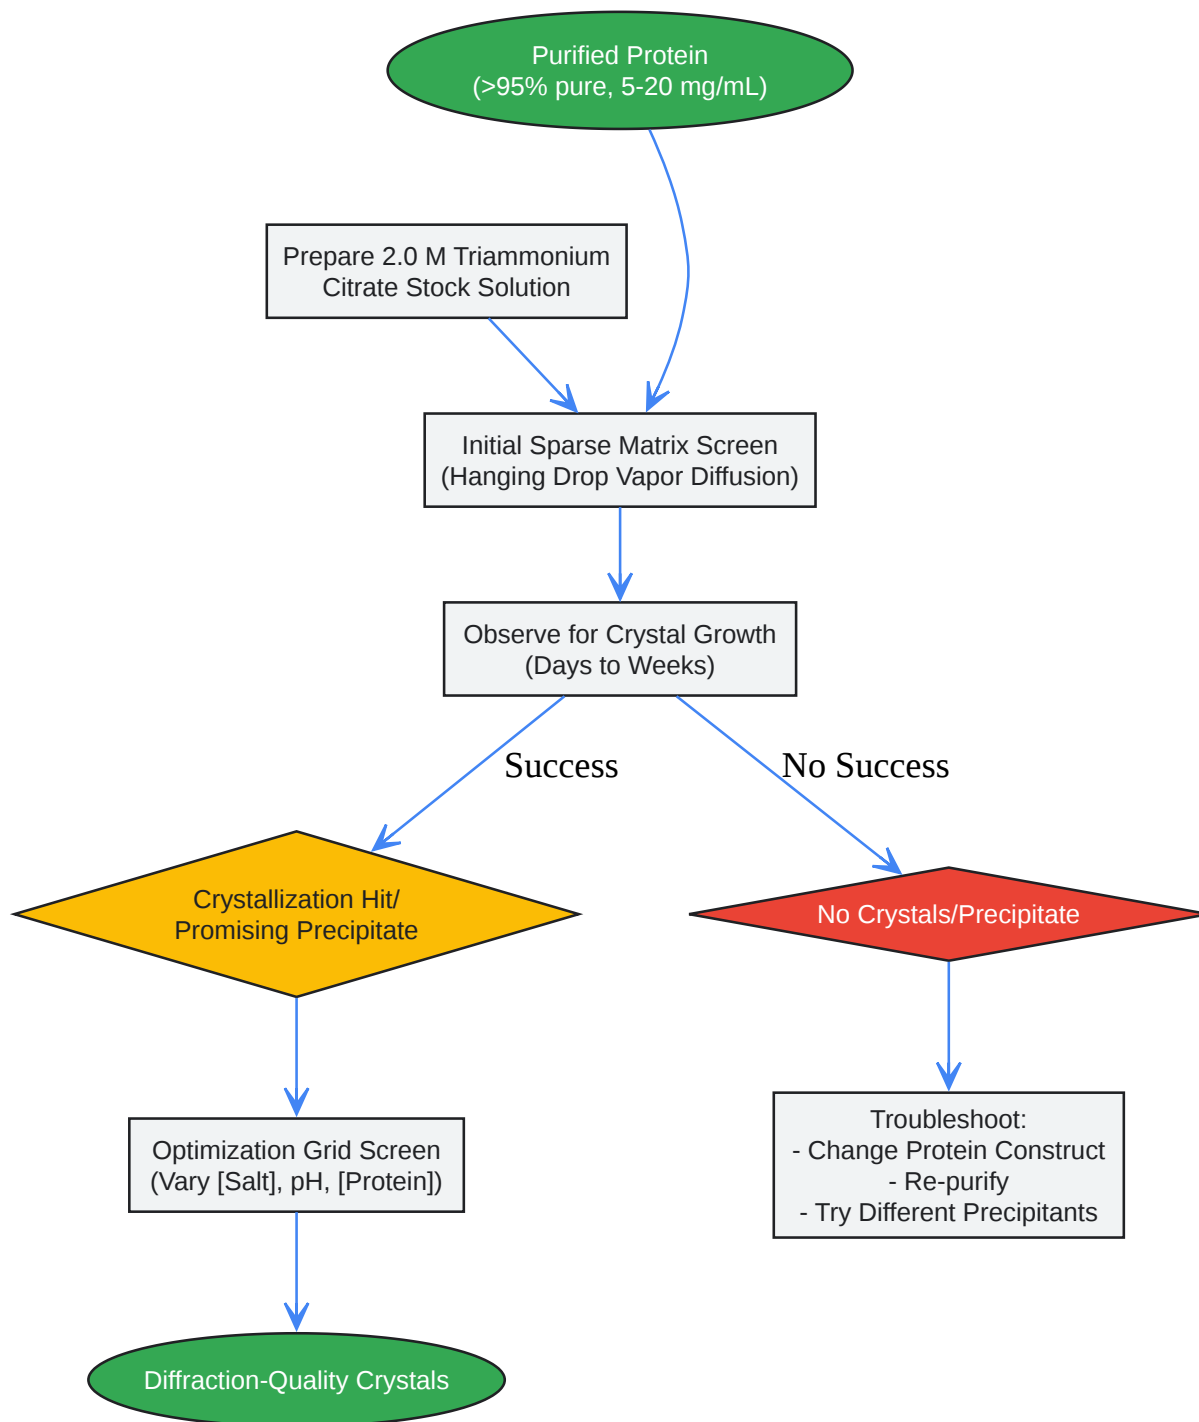 Purified Protein
(>95% pure, 5-20 mg/mL)
Prepare 2.0 M Triammonium
Citrate Stock Solution
Initial Sparse Matrix Screen
(Hanging Drop Vapor Diffusion)
Observe for Crystal Growth
(Days to Weeks)
Success
No Success
Crystallization Hit/
Promising Precipitate
No Crystals/Precipitate
Optimization Grid Screen
(Vary [Salt], pH, [Protein])
Troubleshoot:
- Change Protein Construct
- Re-purify
- Try Different Precipitants
Diffraction-Quality Crystals